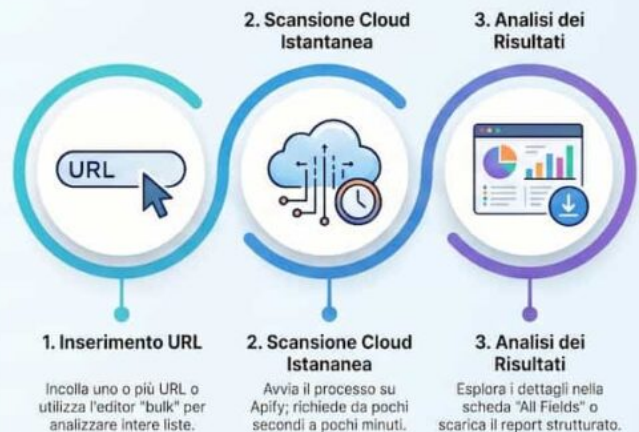 2. Scansione Cloud
Istantanea
3. Analisi dei
Risultati
URL
1. Inserimento URL
Incolla uno o più URL o
utilizza l'editor "bulk" per
analizzare intere liste.
2. Scansione Cloud
Istananea
Avvia il processo su
Apify; richiede da pochi
secondi a pochi minuti.
3. Analisi dei
Risultati
Esplora i dettagli nella
scheda "All Fields" o
scarica il report strutturato.